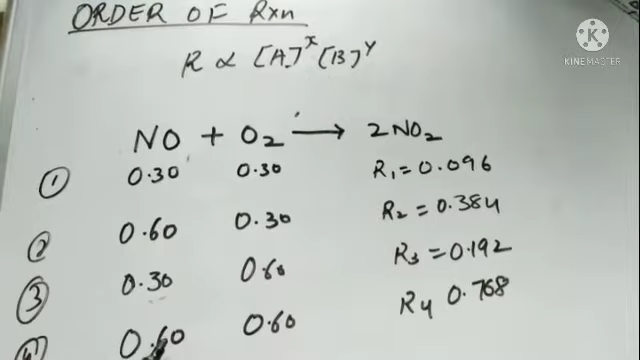 ORDER OF Rxn
R ∝ [A]^x [B]^y
K
KINEMASTER
NO + O₂ → 2NO₂
① 0.30 0.30 R₁ = 0.096
② 0.60 0.30 R₂ = 0.384
③ 0.30 0.60 R₃ = 0.192
④ 0.60 0.60 R₄ 0.768